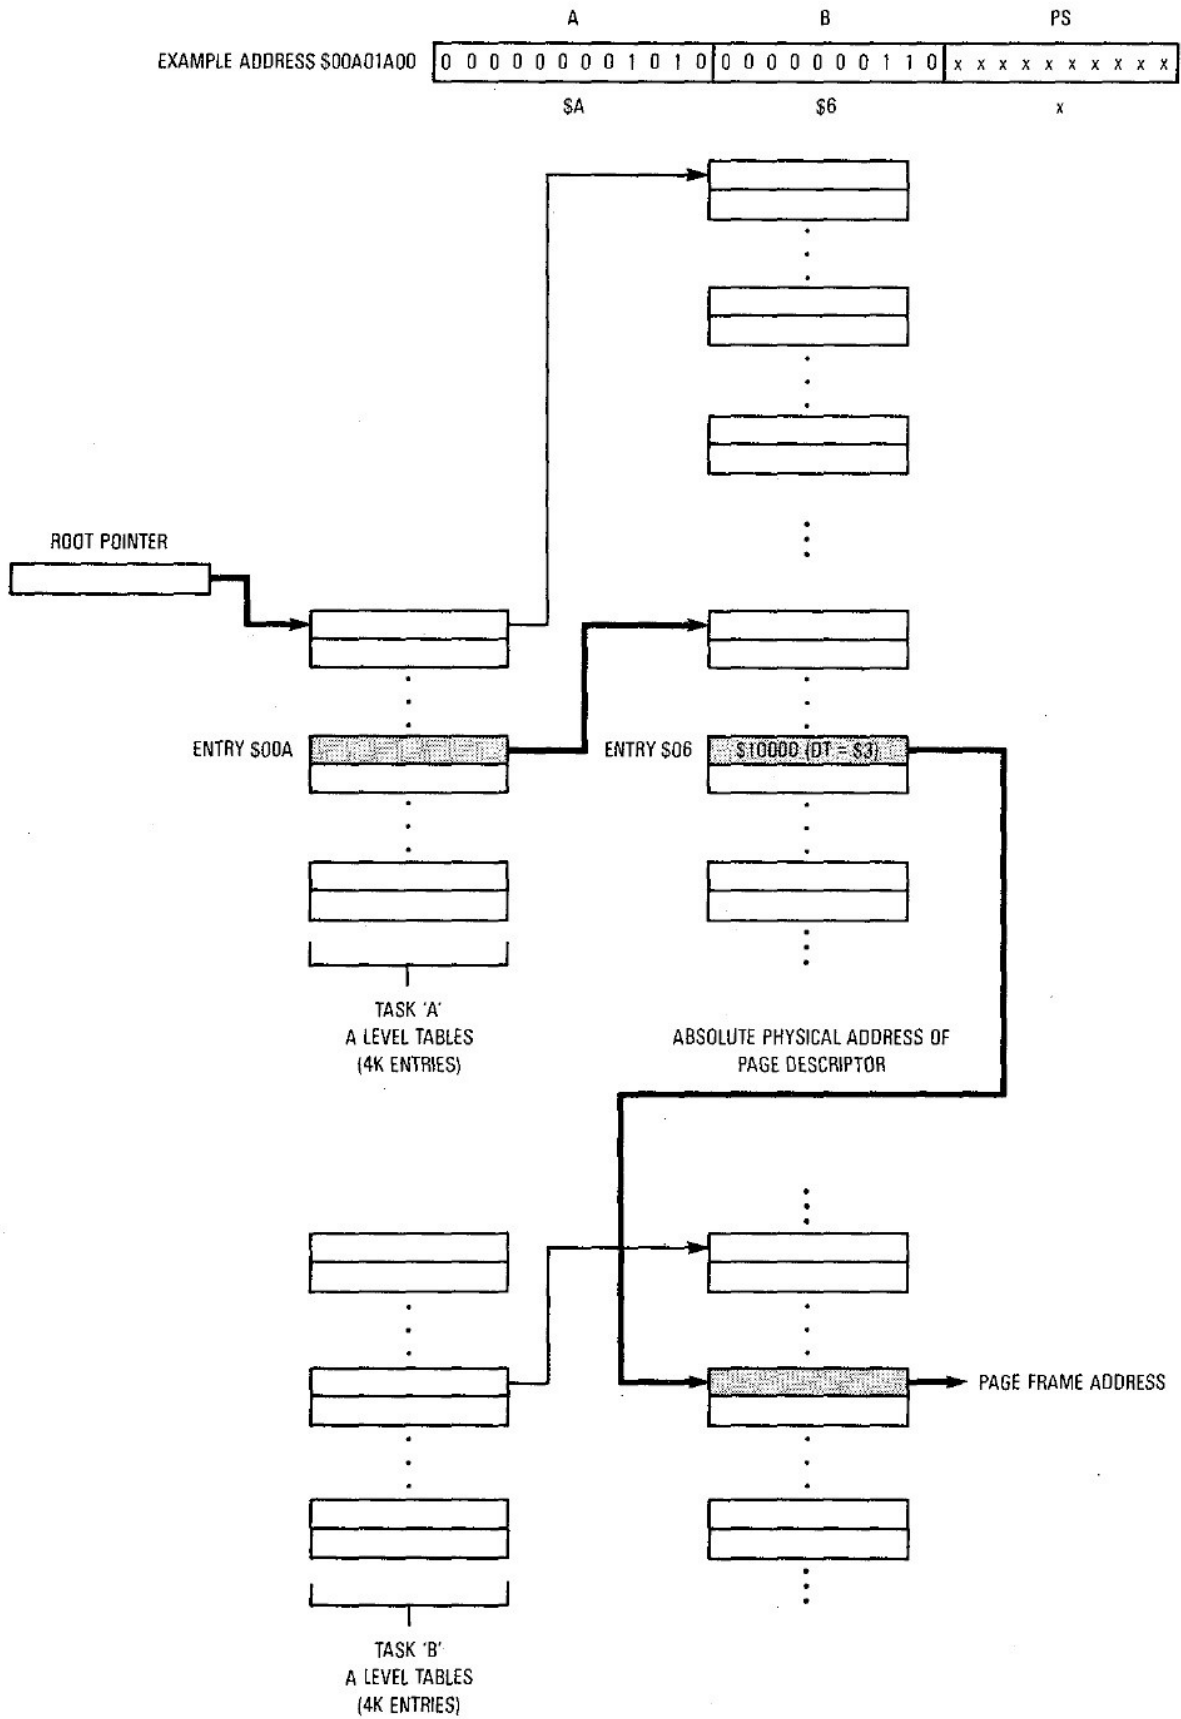 A B PS
EXAMPLE ADDRESS $00A01A00 0 0 0 0 0 0 0 0 1 0 1 0 0 0 0 0 0 0 0 1 1 0 x x x x x x x x x x
$A $6 x
ROOT POINTER
ENTRY $00A ENTRY $06 $10000 (DT = $3)
TASK 'A'
A LEVEL TABLES
(4K ENTRIES)
ABSOLUTE PHYSICAL ADDRESS OF
PAGE DESCRIPTOR
PAGE FRAME ADDRESS
TASK 'B'
A LEVEL TABLES
(4K ENTRIES)